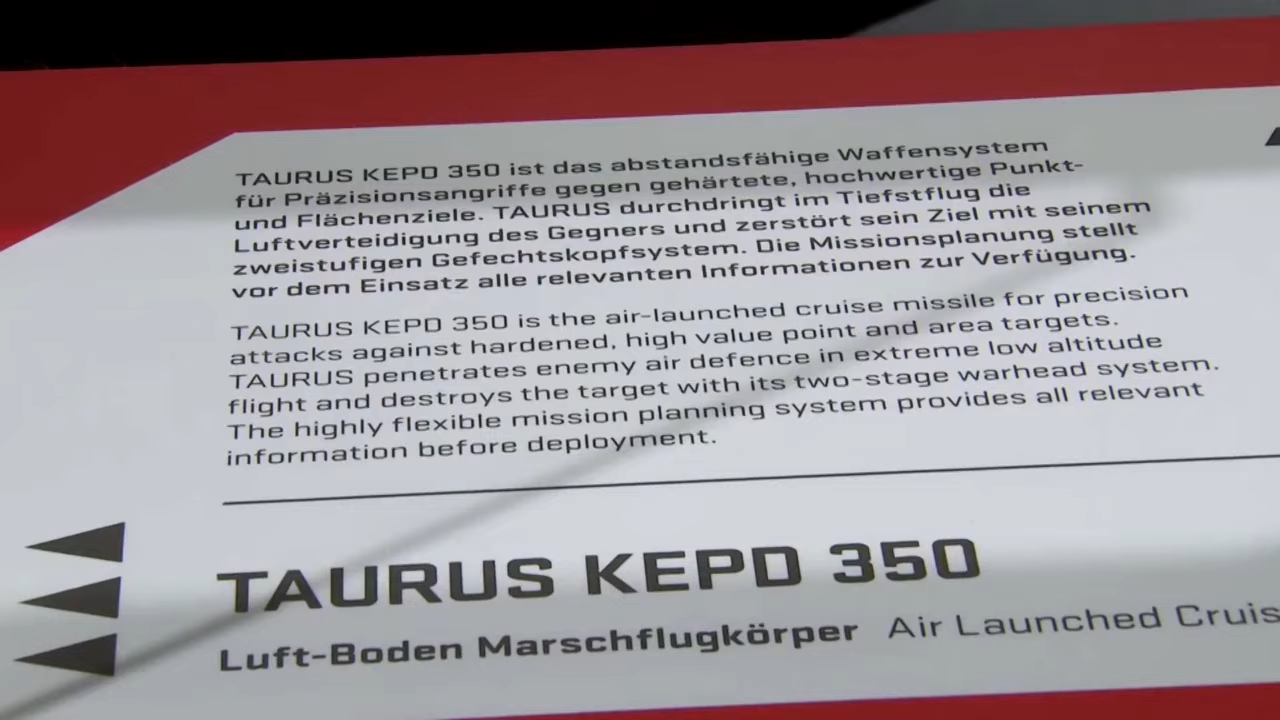 TAURUS KEPD 350 ist das abstandsfähige Waffensystem
für Präzisionsangriffe gegen gehärtete, hochwertige Punkt-
und Flächenziele. TAURUS durchdringt im Tiefstflug die
Luftverteidigung des Gegners und zerstört sein Ziel mit seinem
zweistufigen Gefechtskopfsystem. Die Missionsplanung stellt
vor dem Einsatz alle relevanten Informationen zur Verfügung.
TAURUS KEPD 350 is the air-launched cruise missile for precision
attacks against hardened, high value point and area targets.
TAURUS penetrates enemy air defence in extreme low altitude
flight and destroys the target with its two-stage warhead system.
The highly flexible mission planning system provides all relevant
information before deployment.
TAURUS KEPD 350
Luft-Boden Marschflugkörper Air Launched Cruis